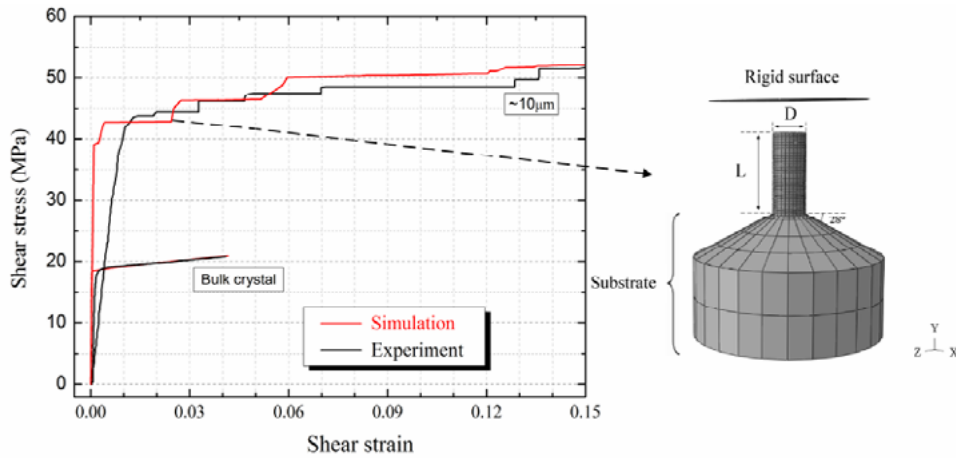 60
50
40
30
20
10
0
Shear stress (MPa)
0.00
0.03
0.06
0.09
0.12
0.15
Shear strain
~10μm
Bulk crystal
Simulation
Experiment
Rigid surface
D
L
28°
Substrate
Y
Z
X